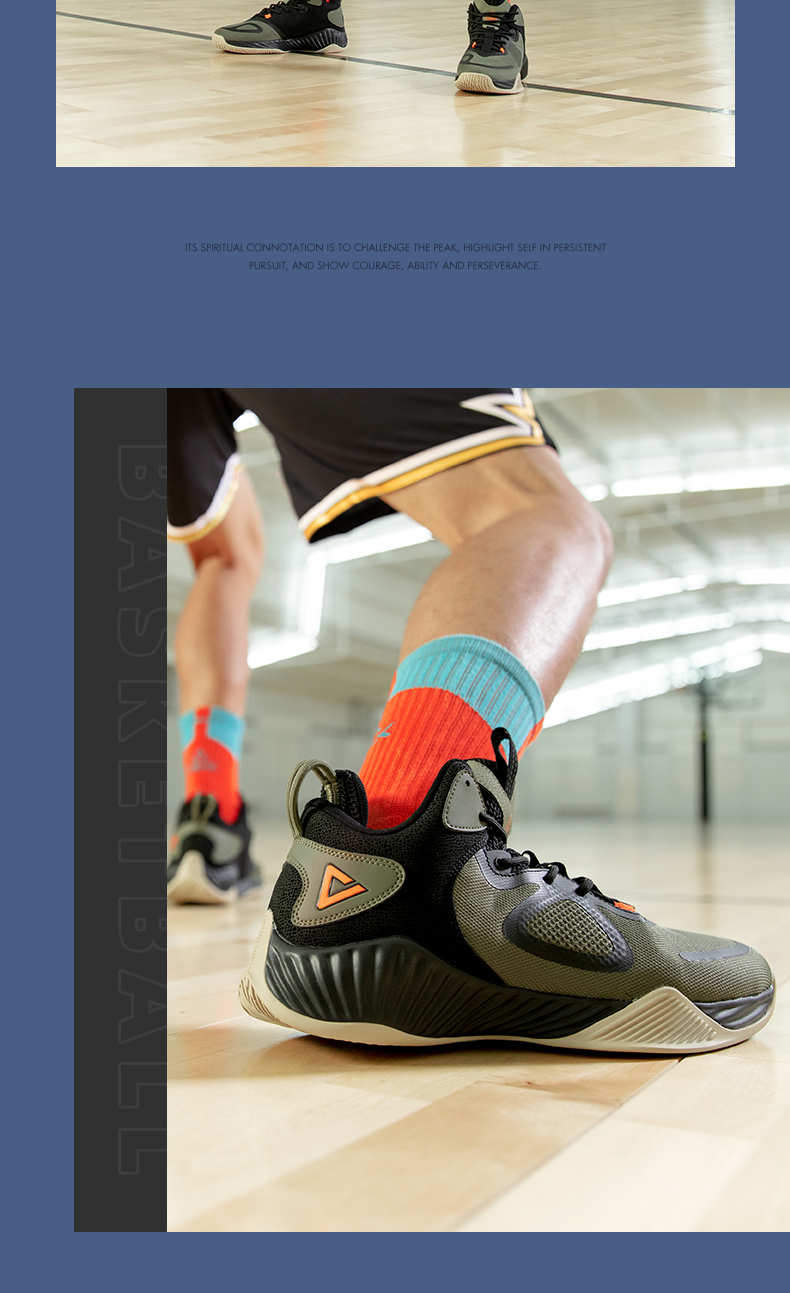 ITS SPIRITUAL CONNOTATION IS TO CHALLENGE THE PEAK, HIGHLIGHT SELF IN PERSISTENT
PURSUIT, AND SHOW COURAGE, ABILITY AND PERSEVERANCE.
BASKETBALL